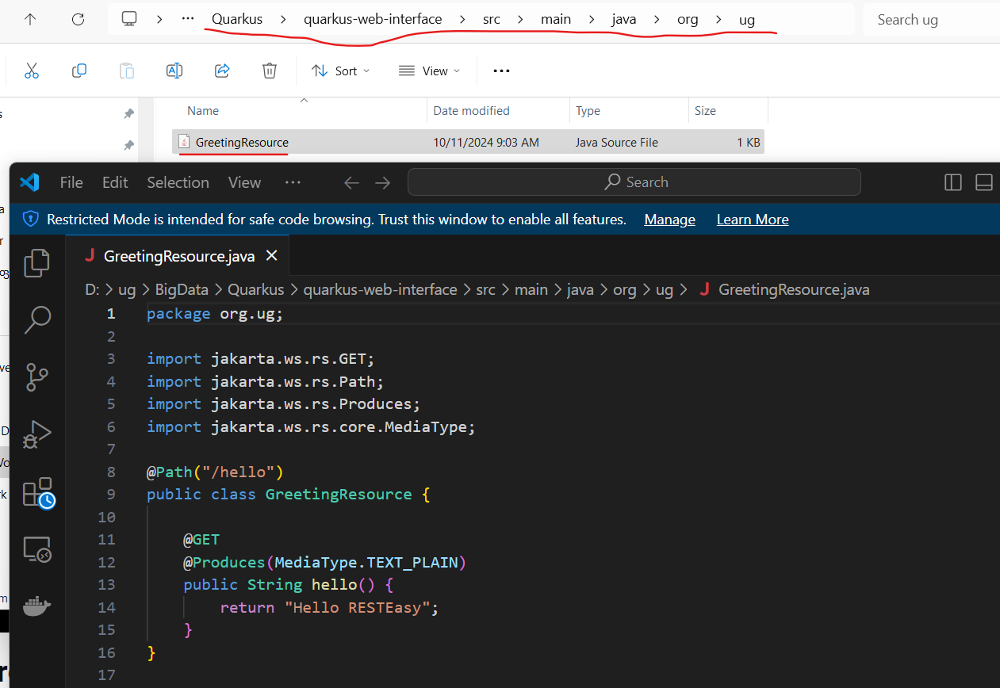 Quarkus > quarkus-web-interface > src > main > java > org > ug >
Search ug
Sort
View
Name
Date modified
Type
Size
GreetingResource
10/11/2024 9:03 AM
Java Source File
1 KB
File Edit Selection View
Search
Restricted Mode is intended for safe code browsing. Trust this window to enable all features. Manage Learn More
J GreetingResource.java
D: > ug > BigData > Quarkus > quarkus-web-interface > src > main > java > org > ug > J GreetingResource.java
1 package org.ug;
2
3 import jakarta.ws.rs.GET;
4 import jakarta.ws.rs.Path;
5 import jakarta.ws.rs.Produces;
6 import jakarta.ws.rs.core.MediaType;
7
8 @Path("/hello")
9 public class GreetingResource {
10
11 @GET
12 @Produces(MediaType.TEXT_PLAIN)
13 public String hello() {
14 return "Hello RESTEasy";
15 }
16 }
17